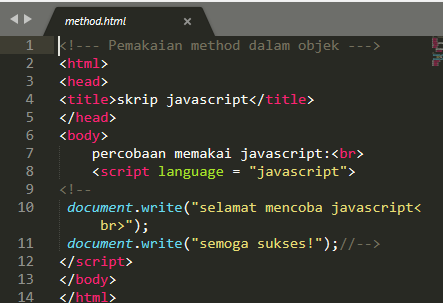 method.html ×
1 <!--- Pemakaian method dalam objek --->
2 <html>
3 <head>
4 <title>skrip javascript</title>
5 </head>
6 <body>
7 percobaan memakai javascript:<br>
8 <script language = "javascript">
9 <!--
10 document.write("selamat mencoba javascript<
br>");
11 document.write("semoga sukses!");//-->
12 </script>
13 </body>
14 </html>